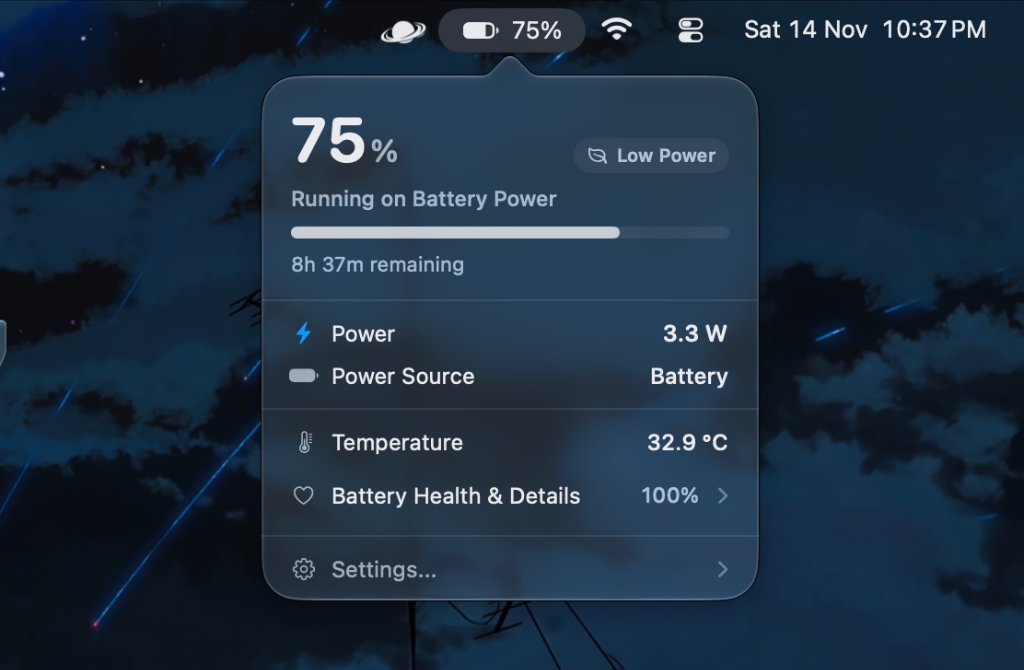 75% Sat 14 Nov 10:37 PM
75%
Low Power
Running on Battery Power
8h 37m remaining
Power 3.3 W
Power Source Battery
Temperature 32.9 °C
Battery Health & Details 100%
Settings...